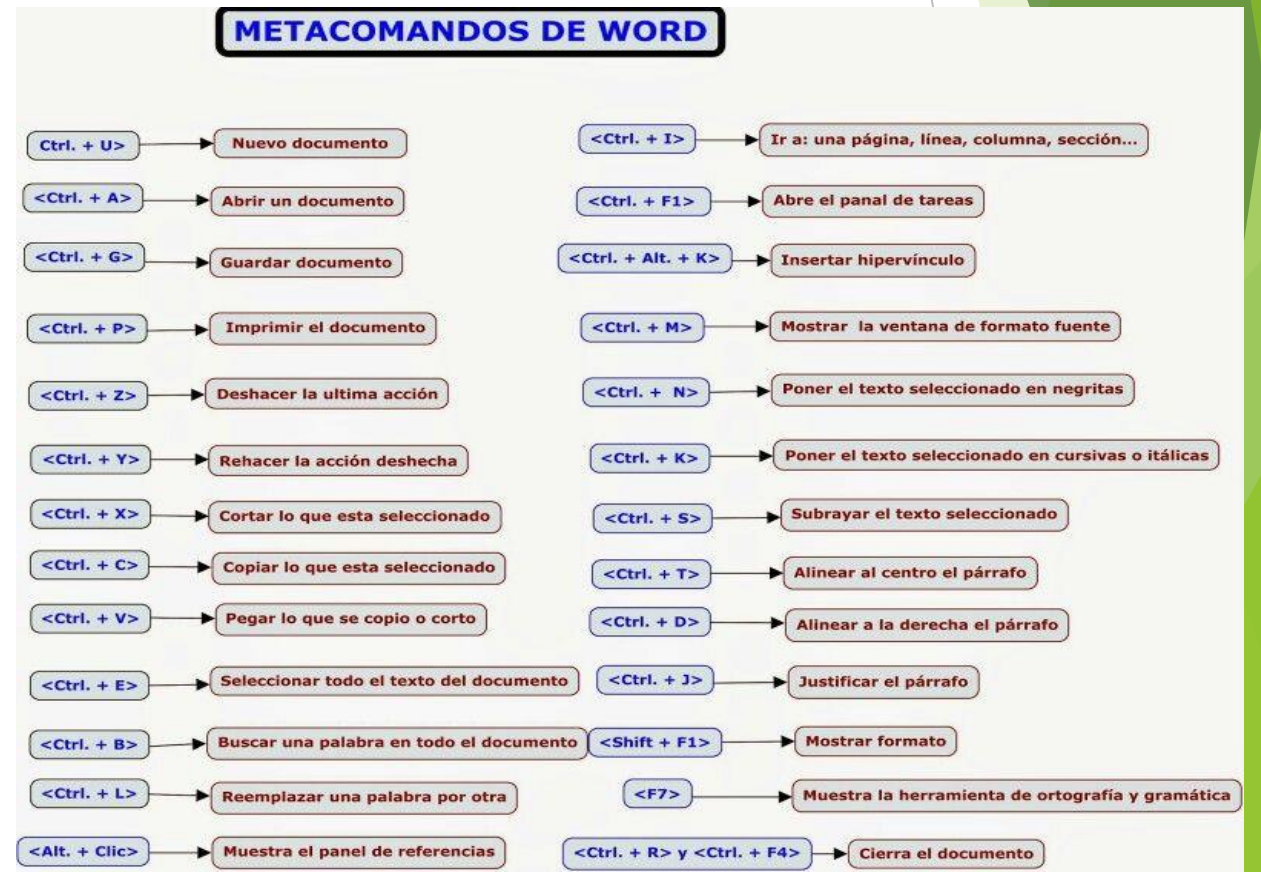 METACOMANDOS DE WORD
Ctrl. + U> Nuevo documento
<Ctrl. + A> Abrir un documento
<Ctrl. + G> Guardar documento
<Ctrl. + P> Imprimir el documento
<Ctrl. + Z> Deshacer la ultima acción
<Ctrl. + Y> Rehacer la acción deshecha
<Ctrl. + X> Cortar lo que esta seleccionado
<Ctrl. + C> Copiar lo que esta seleccionado
<Ctrl. + V> Pegar lo que se copio o corto
<Ctrl. + E> Seleccionar todo el texto del documento
<Ctrl. + B> Buscar una palabra en todo el documento
<Ctrl. + L> Reemplazar una palabra por otra
<Alt. + Clic> Muestra el panel de referencias
<Ctrl. + I> Ir a: una página, línea, columna, sección...
<Ctrl. + F1> Abre el panal de tareas
<Ctrl. + Alt. + K> Insertar hipervínculo
<Ctrl. + M> Mostrar la ventana de formato fuente
<Ctrl. + N> Poner el texto seleccionado en negritas
<Ctrl. + K> Poner el texto seleccionado en cursivas o itálicas
<Ctrl. + S> Subrayar el texto seleccionado
<Ctrl. + T> Alinear al centro el párrafo
<Ctrl. + D> Alinear a la derecha el párrafo
<Ctrl. + J> Justificar el párrafo
<Shift + F1> Mostrar formato
<F7> Muestra la herramienta de ortografía y gramática
<Ctrl. + R> y <Ctrl. + F4> Cierra el documento